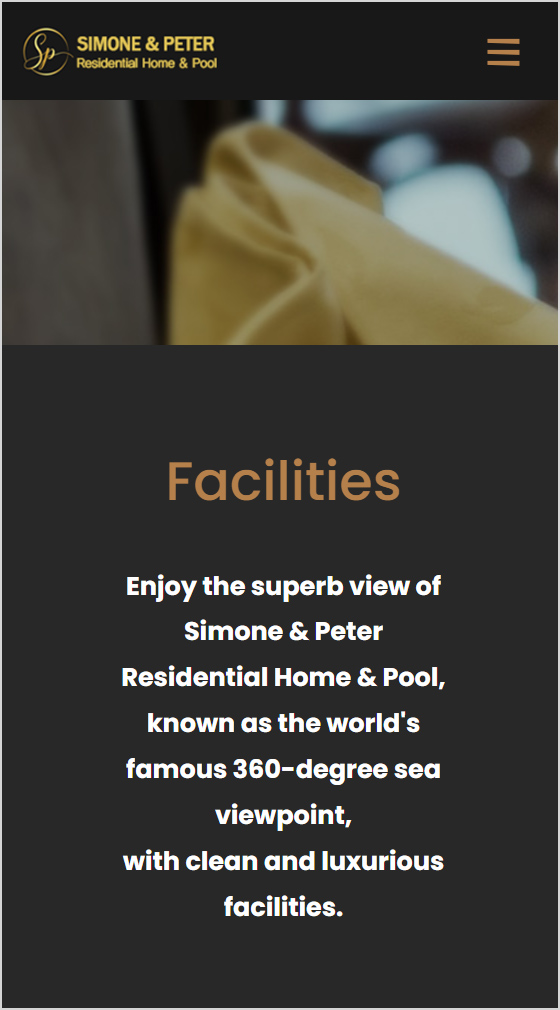 Sp
SIMONE & PETER
Residential Home & Pool
Facilities
Enjoy the superb view of
Simone & Peter
Residential Home & Pool,
known as the world's
famous 360-degree sea
viewpoint,
with clean and luxurious
facilities.